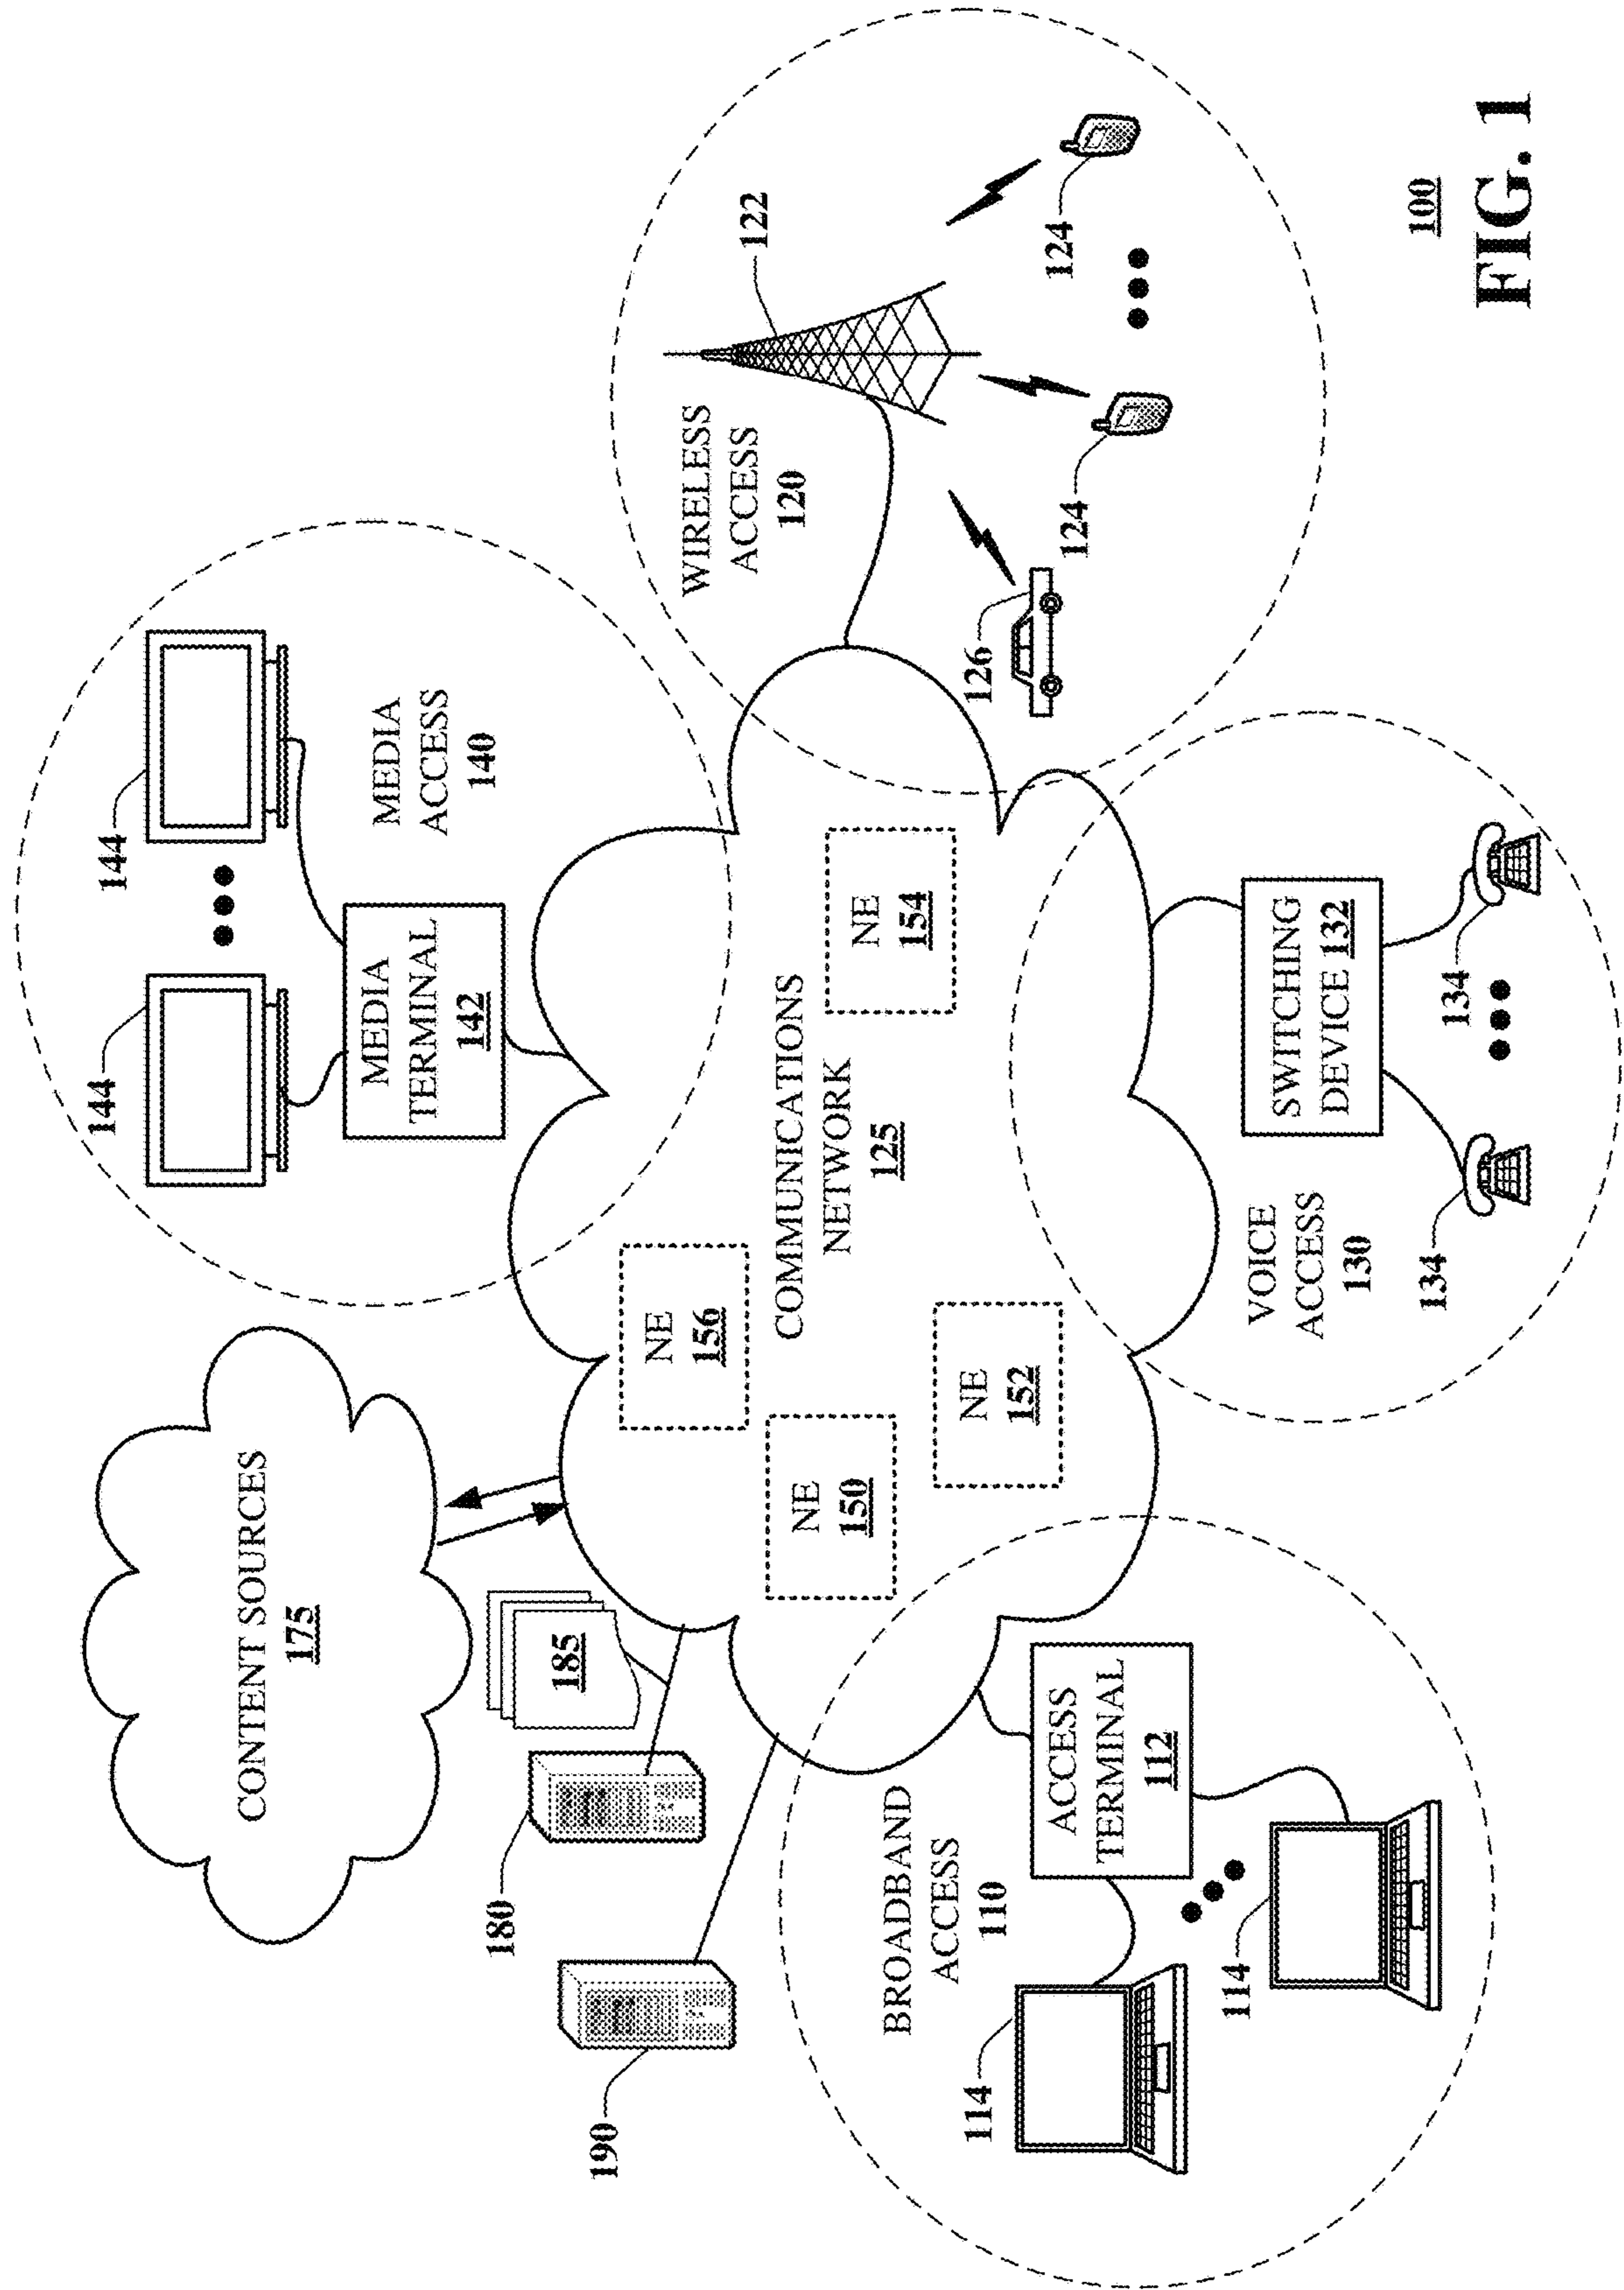 CONTENT SOURCES
175
144
144
190
180
185
MEDIA
TERMINAL
142
MEDIA
ACCESS
140
NE
156
WIRELESS
ACCESS
120
122
NE
150
COMMUNICATIONS
NETWORK
125
NE
154
BROADBAND
ACCESS
110
NE
152
126
124
124
114
ACCESS
TERMINAL
112
114
VOICE
ACCESS
130
SWITCHING
DEVICE 132
134
134
100
FIG. 1